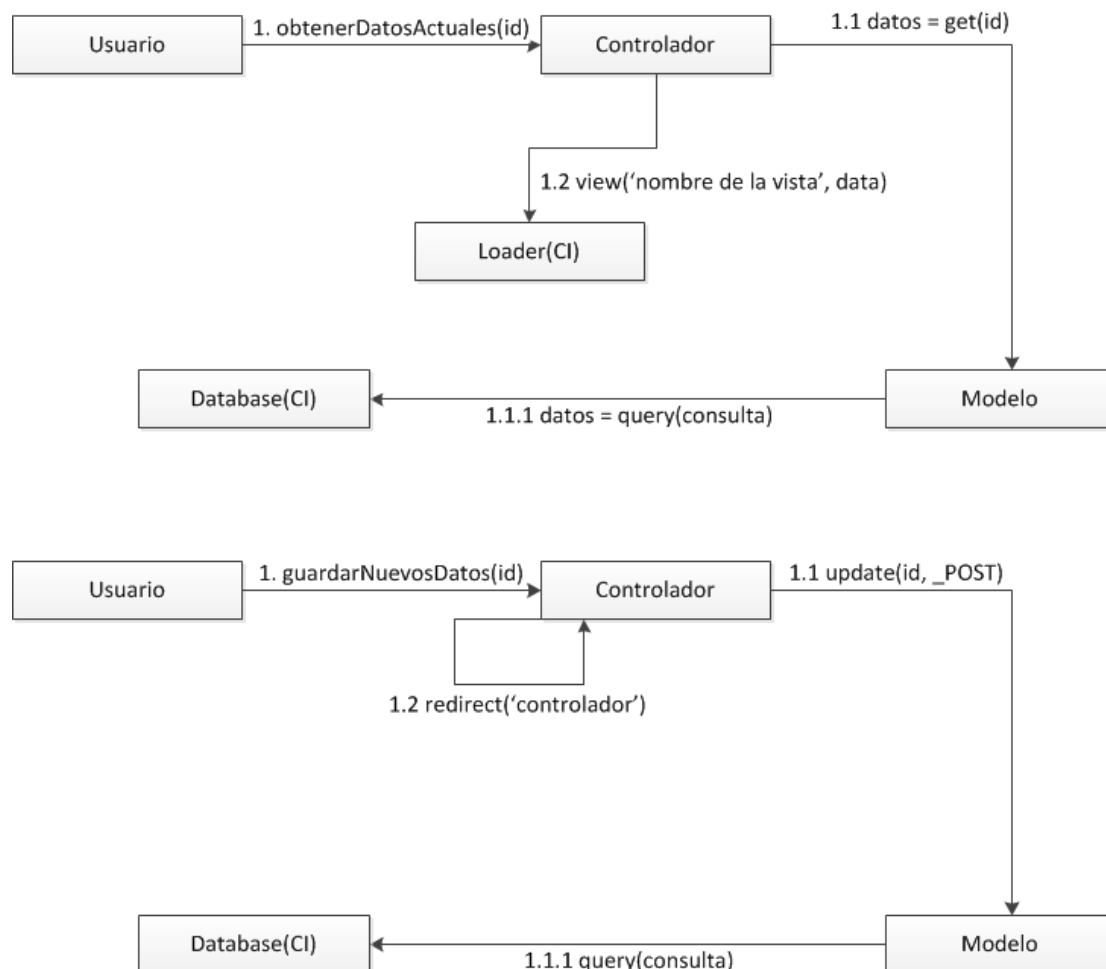 Usuario
1. obtenerDatosActuales(id)
Controlador
1.1 datos = get(id)
1.2 view(‘nombre de la vista’, data)
Loader(CI)
Database(CI)
1.1.1 datos = query(consulta)
Modelo
Usuario
1. guardarNuevosDatos(id)
Controlador
1.1 update(id, _POST)
1.2 redirect(‘controlador’)
Database(CI)
1.1.1 query(consulta)
Modelo